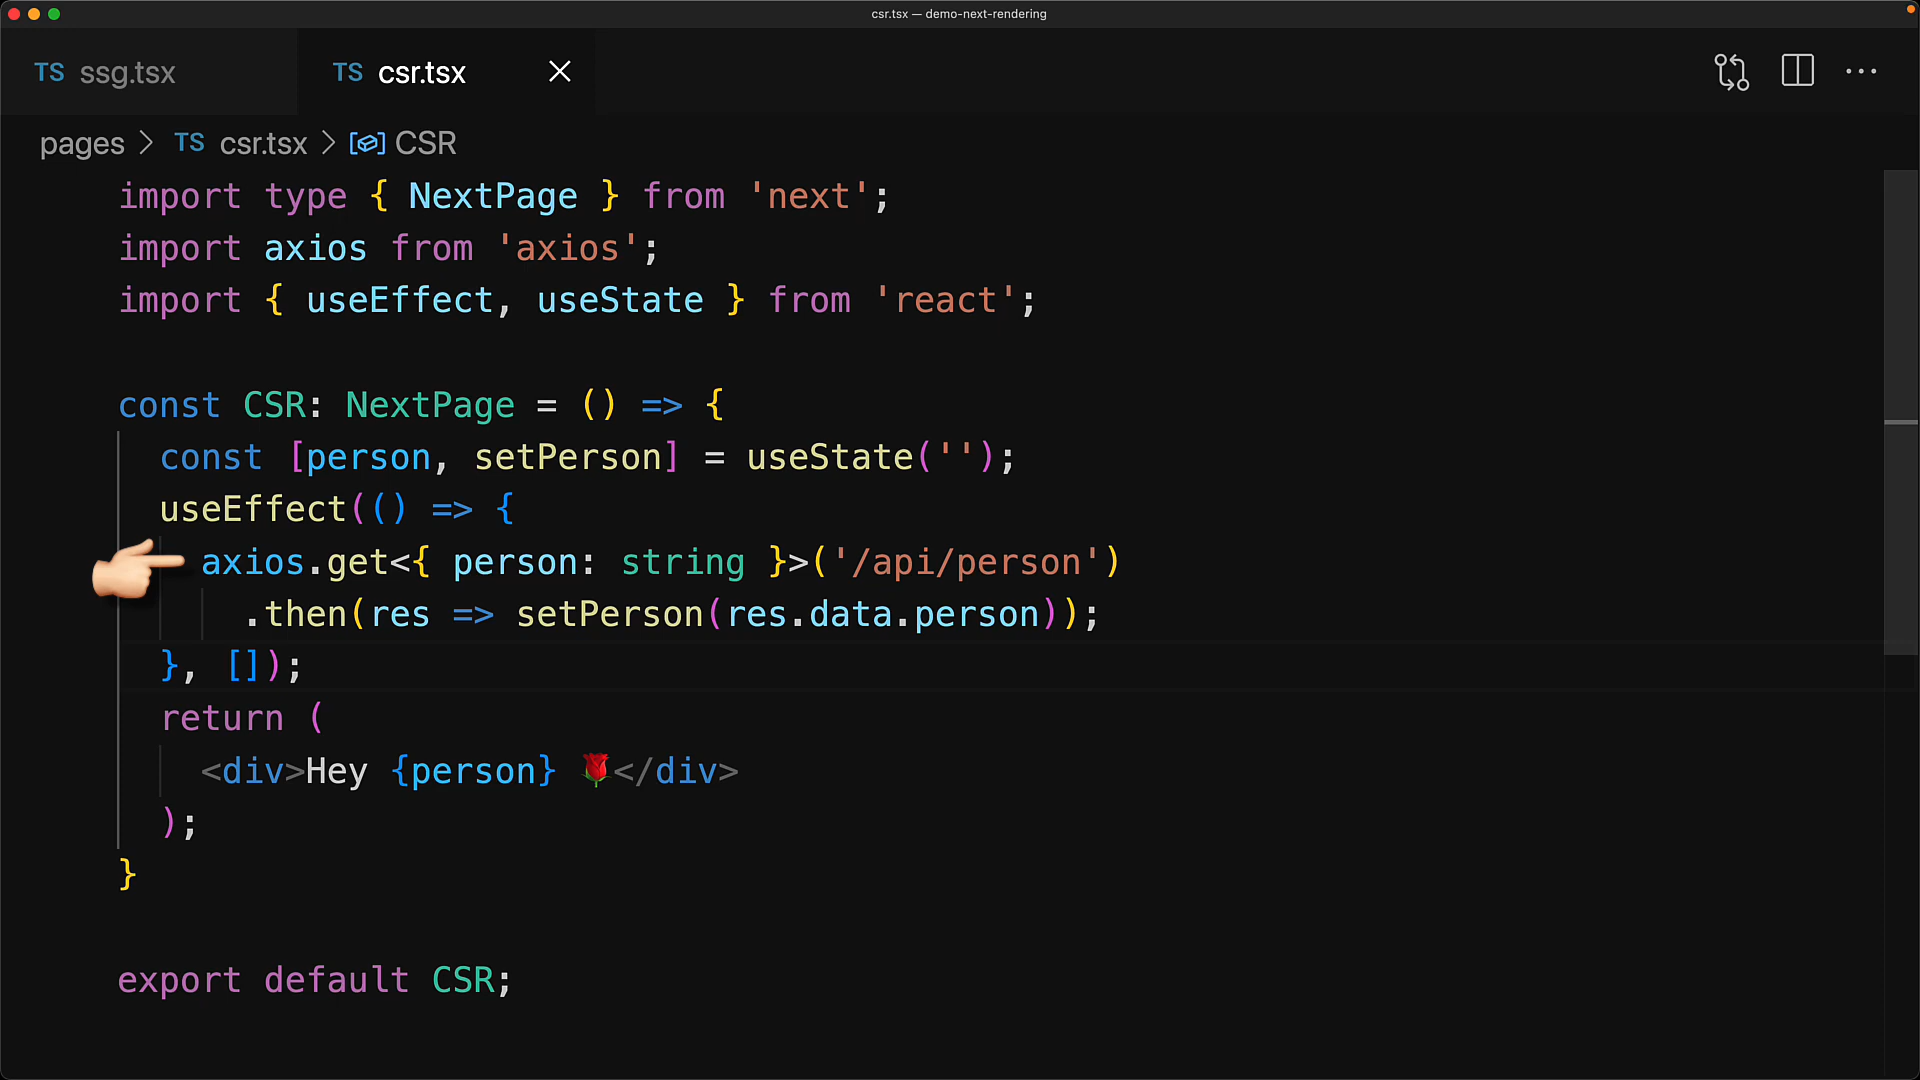 csr.tsx — demo-next-rendering
TS ssg.tsx
TS csr.tsx
pages > TS csr.tsx > CSR
import type { NextPage } from 'next';
import axios from 'axios';
import { useEffect, useState } from 'react';
const CSR: NextPage = () => {
const [person, setPerson] = useState('');
useEffect(() => {
axios.get<{ person: string }>('/api/person')
.then(res => setPerson(res.data.person));
}, []);
return (
<div>Hey {person} 🌹</div>
);
}
export default CSR;